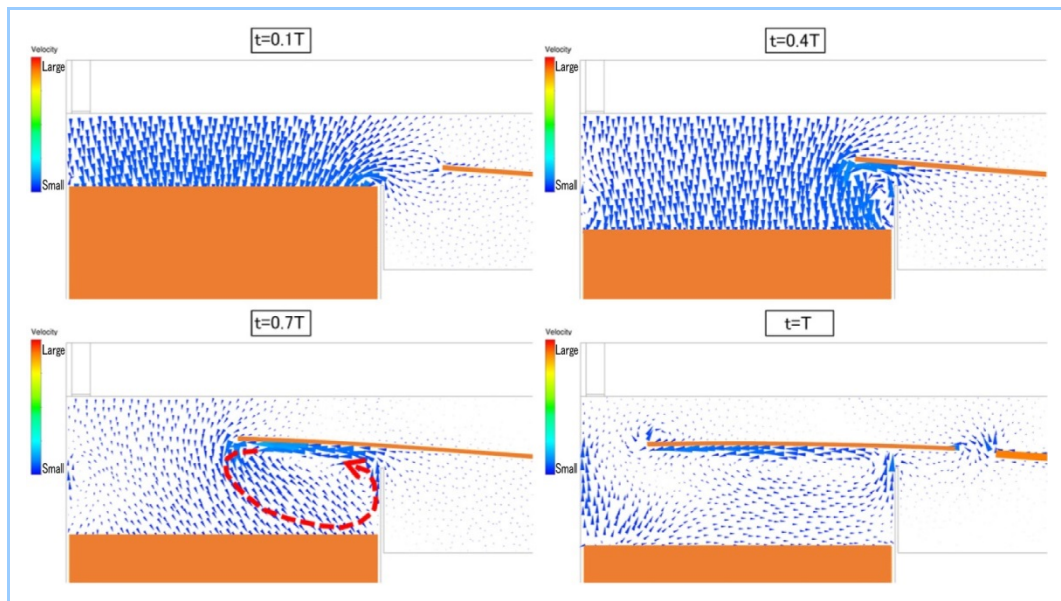 t=0.1T
Velocity
Large
Small
t=0.4T
Velocity
Large
Small
t=0.7T
Velocity
Large
Small
t=T
Velocity
Large
Small